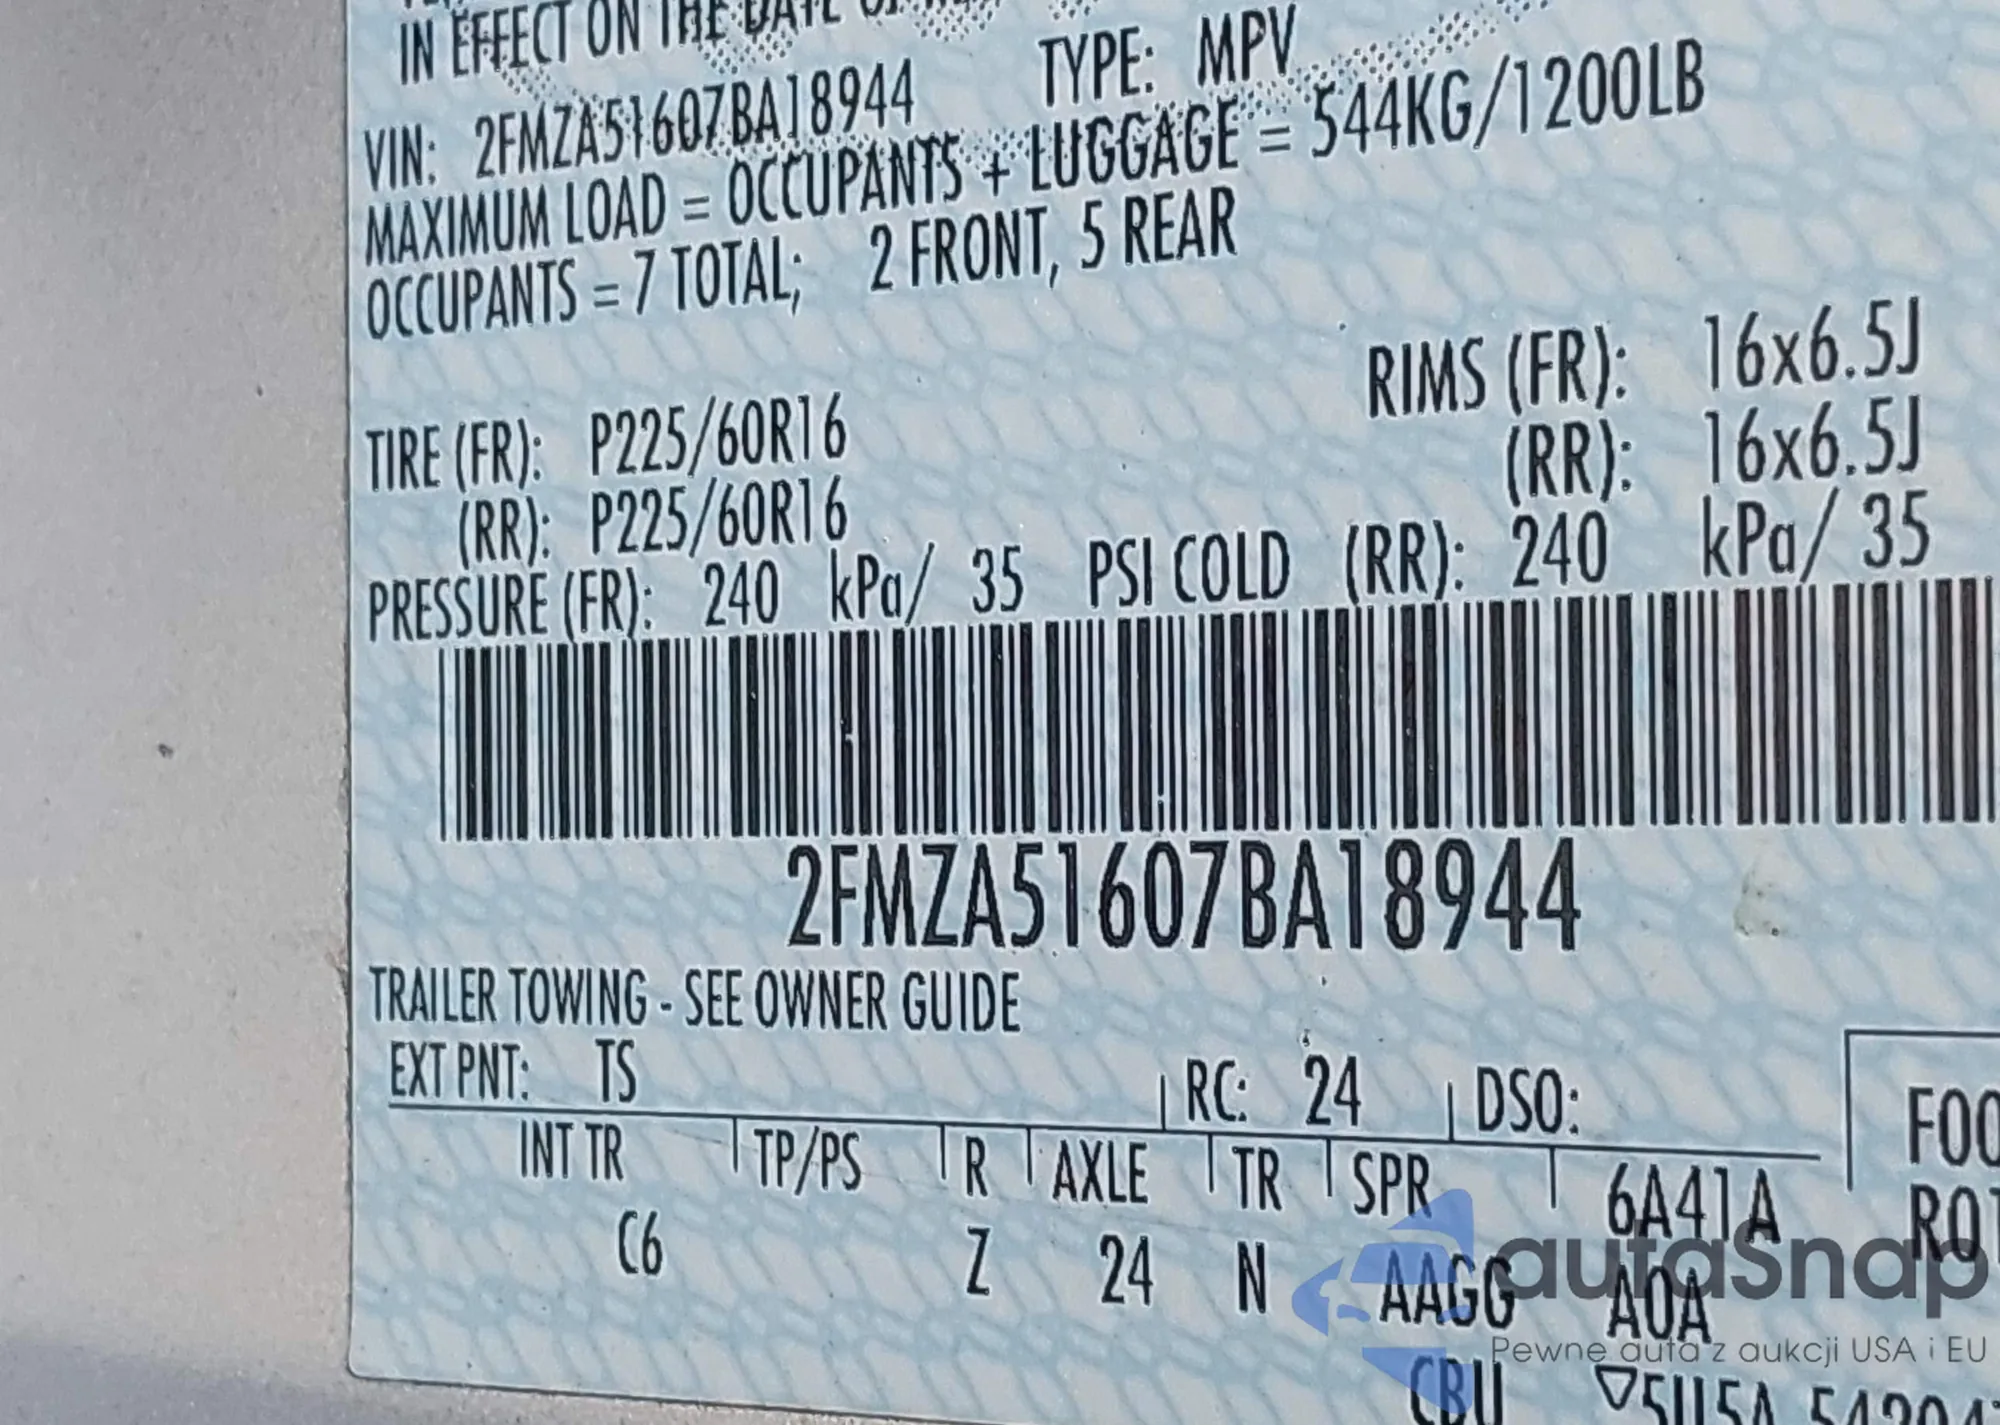 IN EFFECT ON THE DATE OF
VIN: 2FMZA51607BA18944 TYPE: MPV
MAXIMUM LOAD = OCCUPANTS + LUGGAGE = 544KG/1200LB
OCCUPANTS = 7 TOTAL; 2 FRONT, 5 REAR
TIRE (FR): P225/60R16 RIMS (FR): 16x6.5J
(RR): P225/60R16 (RR): 16x6.5J
PRESSURE (FR): 240 kPa/ 35 PSI COLD (RR): 240 kPa/ 35
2FMZA51607BA18944
TRAILER TOWING - SEE OWNER GUIDE
EXT PNT: TS RC: 24 DSO:
INT TR TP/PS R AXLE TR SPR 6A41A
C6 Z 24 N AAGG A0A
CBU
autaSnap
Pewne auta z aukcji USA i EU